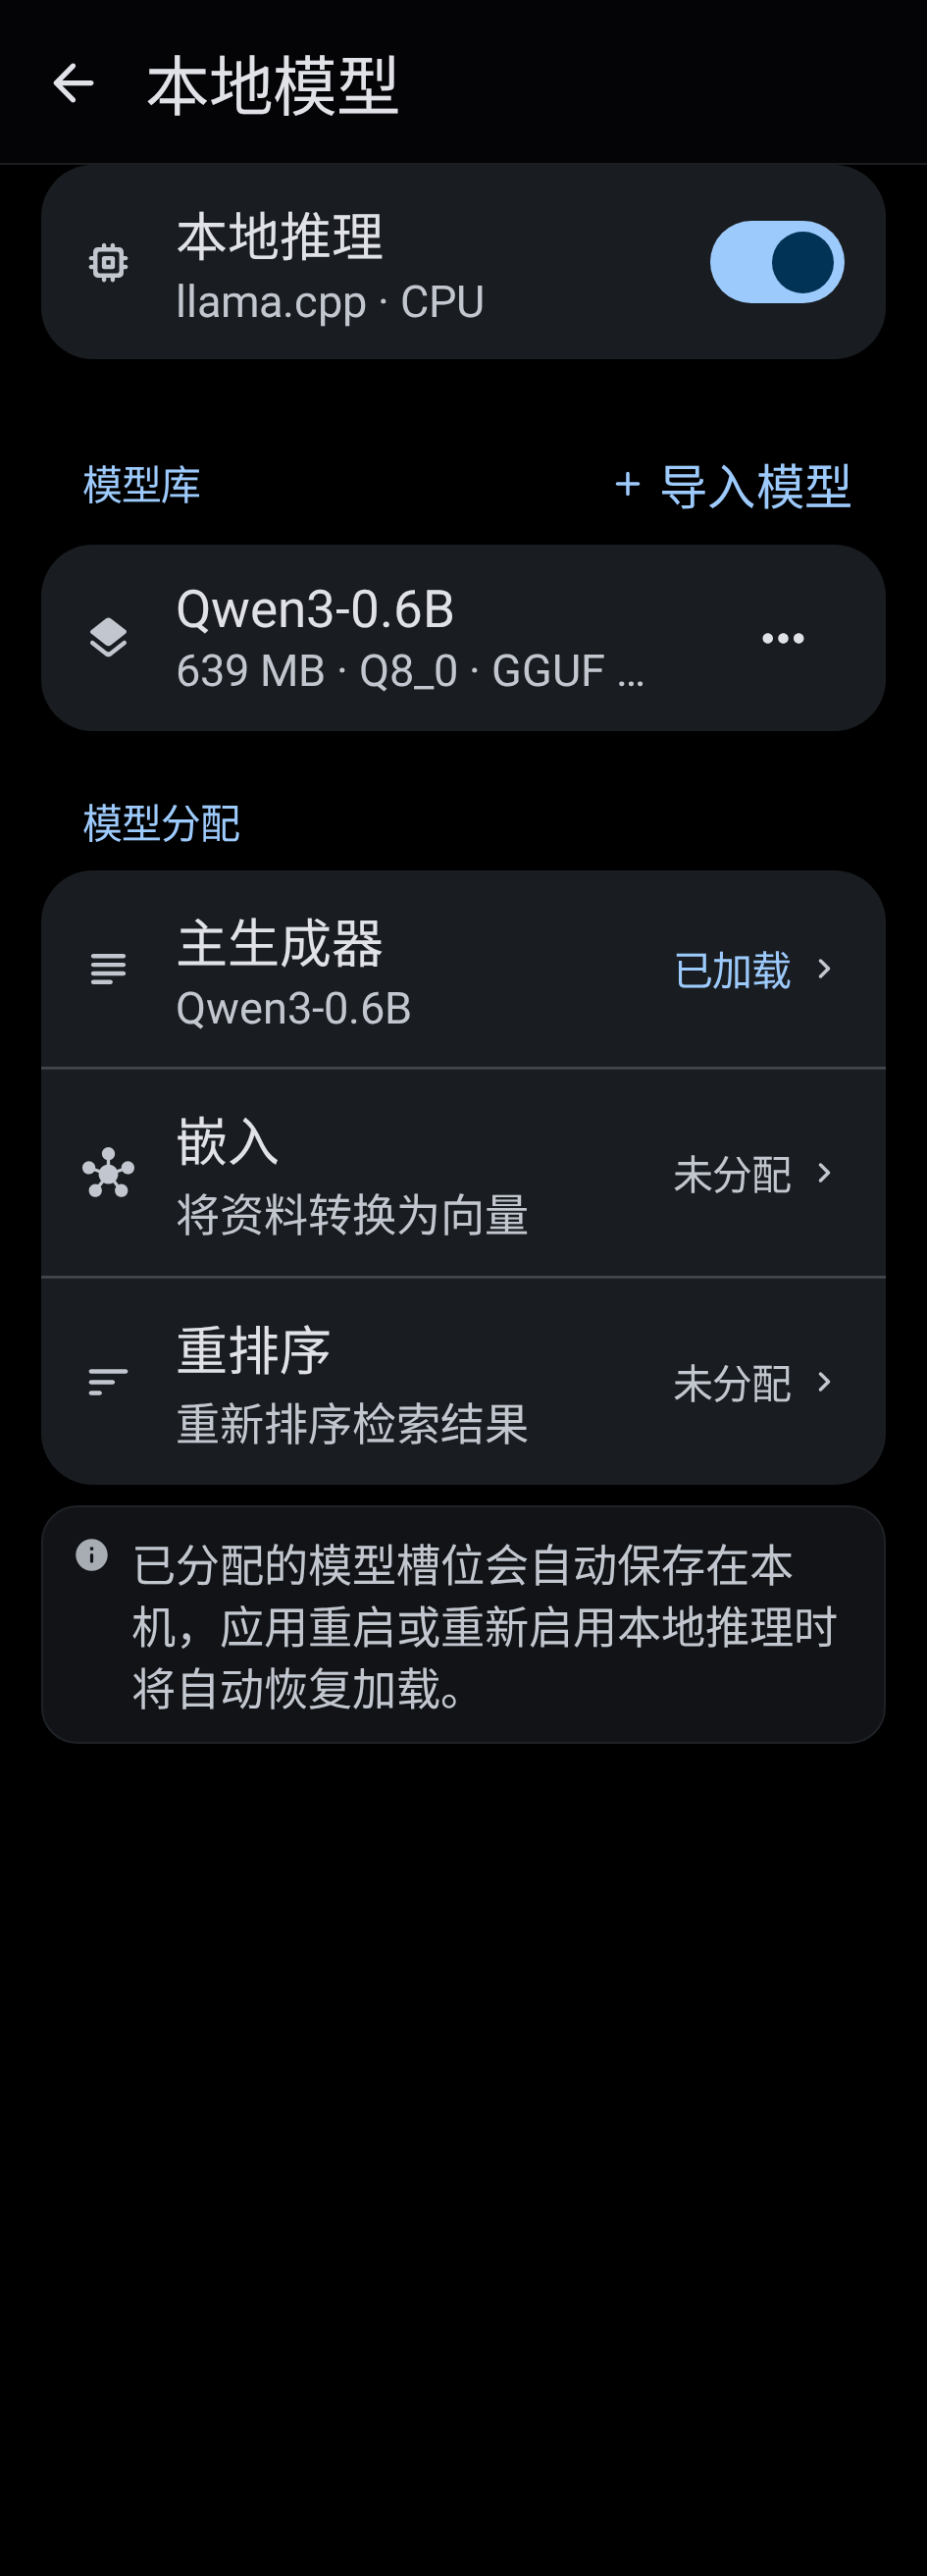 本地模型
本地推理
llama.cpp · CPU
模型库
+ 导入模型
Qwen3-0.6B
639 MB · Q8_0 · GGUF ...
模型分配
主生成器
Qwen3-0.6B
已加载
嵌入
将资料转换为向量
未分配
重排序
重新排序检索结果
未分配
已分配的模型槽位会自动保存在本
机，应用重启或重新启用本地推理时
将自动恢复加载。